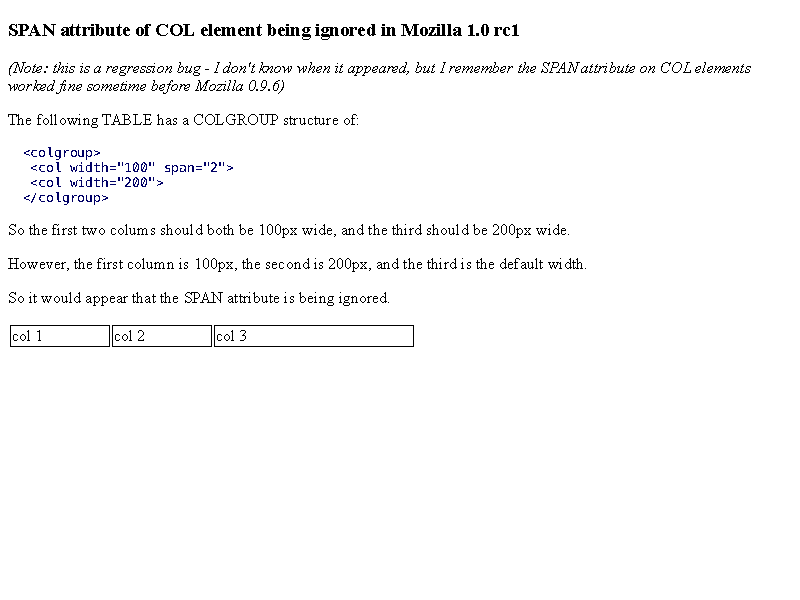 SPAN attribute of COL element being ignored in Mozilla 1.0 rc1
(Note: this is a regression bug - I don't know when it appeared, but I remember the SPAN attribute on COL elements
worked fine sometime before Mozilla 0.9.6)
The following TABLE has a COLGROUP structure of:
<colgroup>
<col width="100" span="2">
<col width="200">
</colgroup>
So the first two colums should both be 100px wide, and the third should be 200px wide.
However, the first column is 100px, the second is 200px, and the third is the default width.
So it would appear that the SPAN attribute is being ignored.
col 1 col 2 col 3